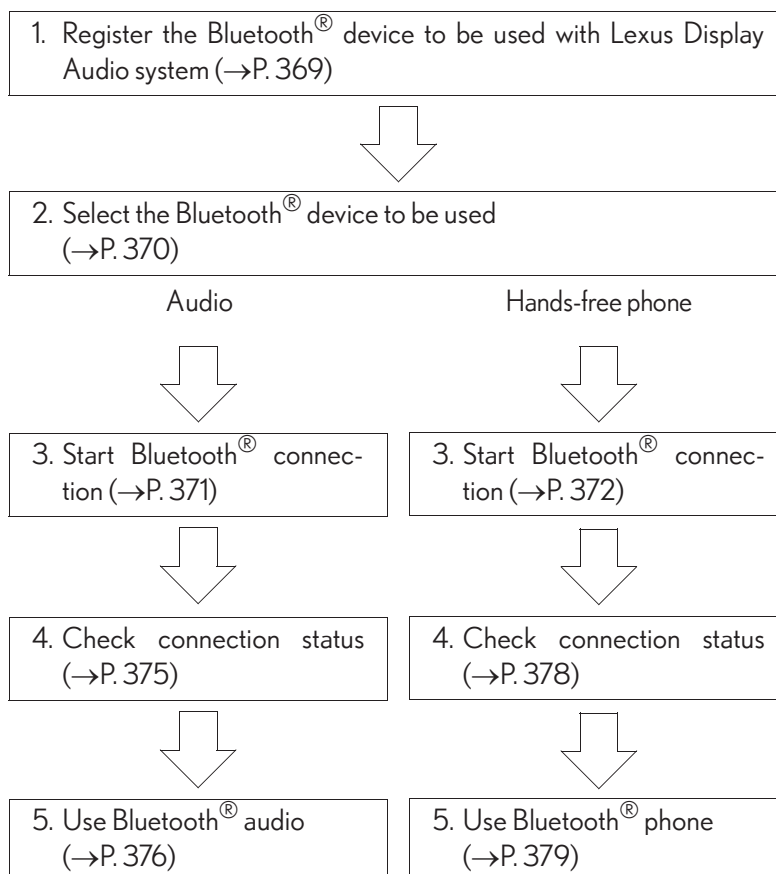 1. Register the Bluetooth® device to be used with Lexus Display
Audio system (→P. 369)
2. Select the Bluetooth® device to be used
(→P. 370)
Audio
Hands-free phone
3. Start Bluetooth® connec-
tion (→P. 371)
3. Start Bluetooth® connec-
tion (→P. 372)
4. Check connection status
(→P. 375)
4. Check connection status
(→P. 378)
5. Use Bluetooth® audio
(→P. 376)
5. Use Bluetooth® phone
(→P. 379)